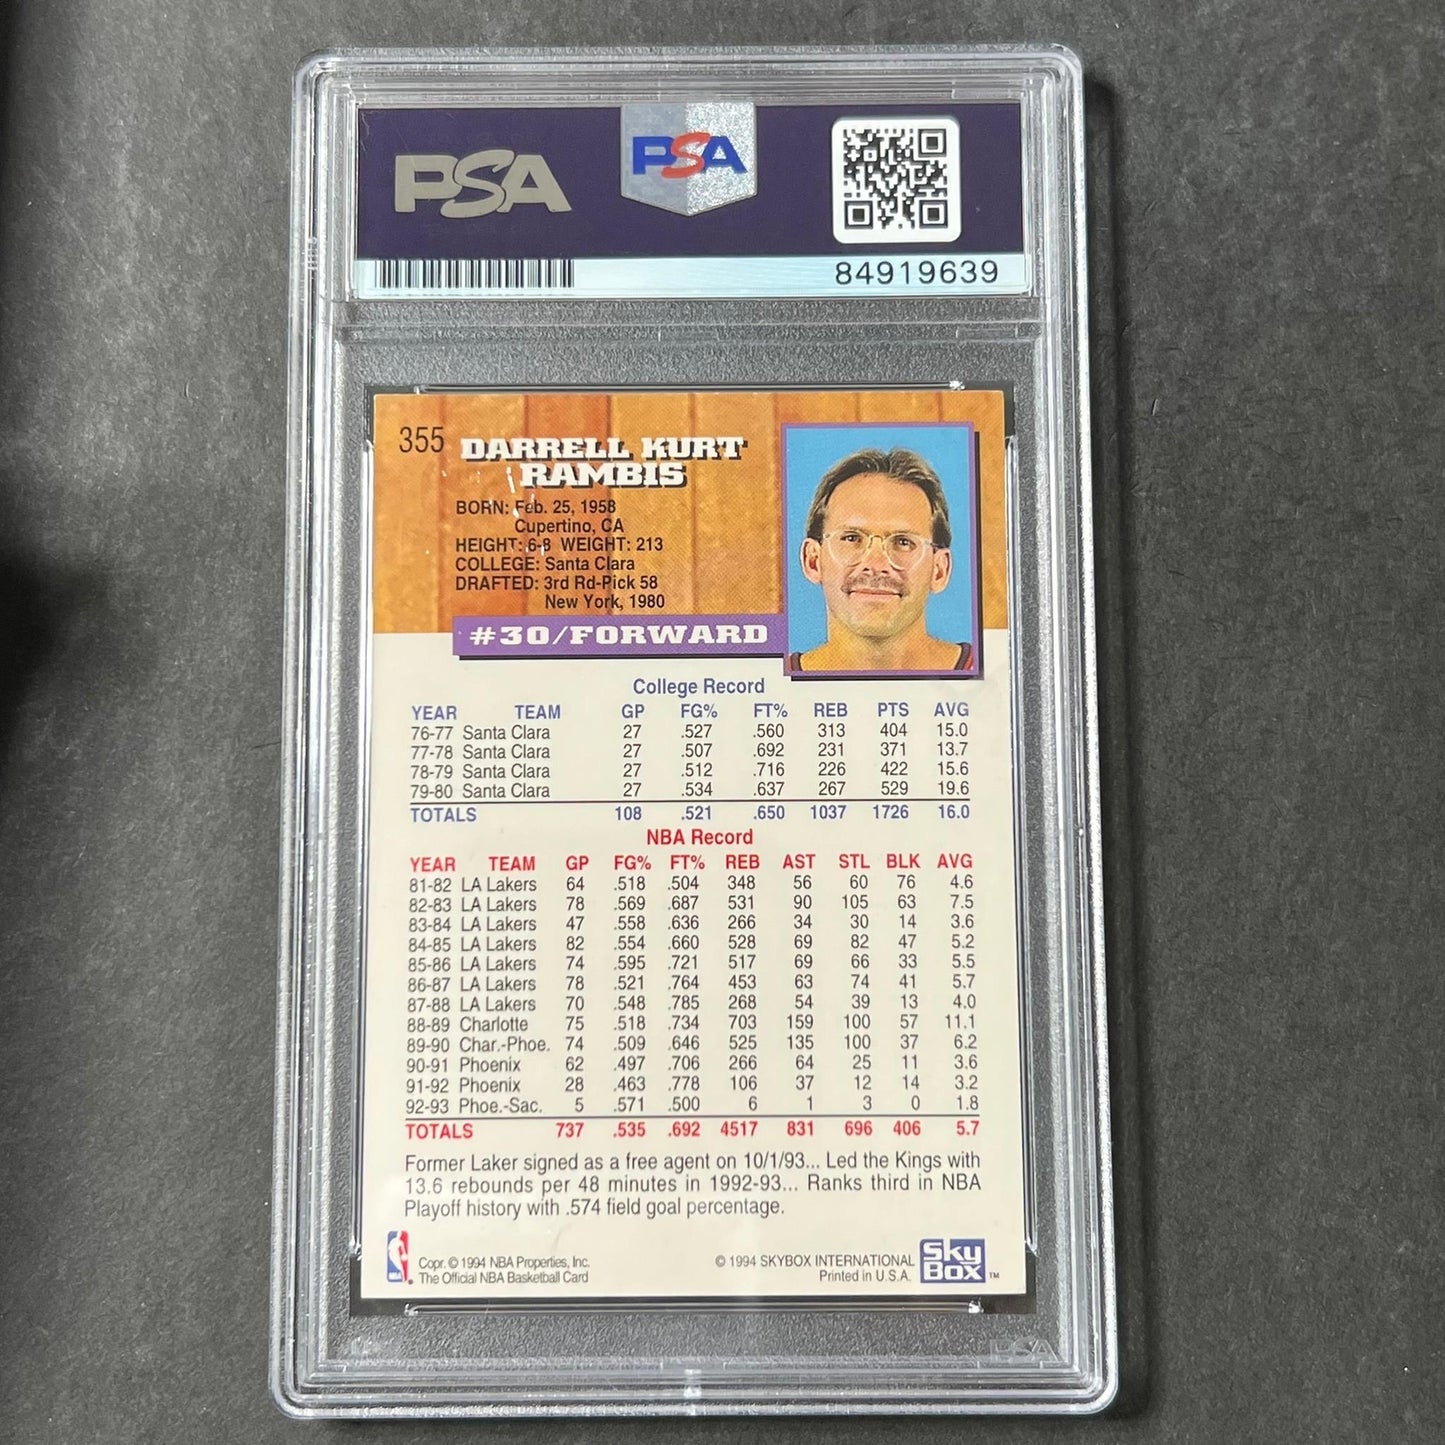 PSA
PSA
84919639
355 DARRELL KURT
RAMBIS
BORN: Feb. 25, 1958
Cupertino, CA
HEIGHT: 6-8 WEIGHT: 213
COLLEGE: Santa Clara
DRAFTED: 3rd Rd-Pick 58
New York, 1980
#30/FORWARD
College Record
YEAR TEAM GP FG% FT% REB PTS AVG
76-77 Santa Clara 27 .527 .560 313 404 15.0
77-78 Santa Clara 27 .507 .692 231 371 13.7
78-79 Santa Clara 27 .512 .716 226 422 15.6
79-80 Santa Clara 27 .534 .637 267 529 19.6
TOTALS 108 .521 .650 1037 1726 16.0
NBA Record
YEAR TEAM GP FG% FT% REB AST STL BLK AVG
81-82 LA Lakers 64 .518 .504 348 56 60 76 4.6
82-83 LA Lakers 78 .569 .687 531 90 105 63 7.5
83-84 LA Lakers 47 .558 .636 266 34 30 14 3.6
84-85 LA Lakers 82 .554 .660 528 69 82 47 5.2
85-86 LA Lakers 74 .595 .721 517 69 66 33 5.5
86-87 LA Lakers 78 .521 .764 453 63 74 41 5.7
87-88 LA Lakers 70 .548 .785 268 54 39 13 4.0
88-89 Charlotte 75 .518 .734 703 159 100 57 11.1
89-90 Char.-Phoe. 74 .509 .646 525 135 100 37 6.2
90-91 Phoenix 62 .497 .706 266 64 25 11 3.6
91-92 Phoenix 28 .463 .778 106 37 12 14 3.2
92-93 Phoe.-Sac. 5 .571 .500 6 1 3 0 1.8
TOTALS 737 .535 .692 4517 831 696 406 5.7
Former Laker signed as a free agent on 10/1/93... Led the Kings with
13.6 rebounds per 48 minutes in 1992-93... Ranks third in NBA
Playoff history with .574 field goal percentage.
NBA
Copr. © 1994 NBA Properties, Inc.
The Official NBA Basketball Card
© 1994 SKYBOX INTERNATIONAL
Printed in U.S.A.
SkyBox™
PSA